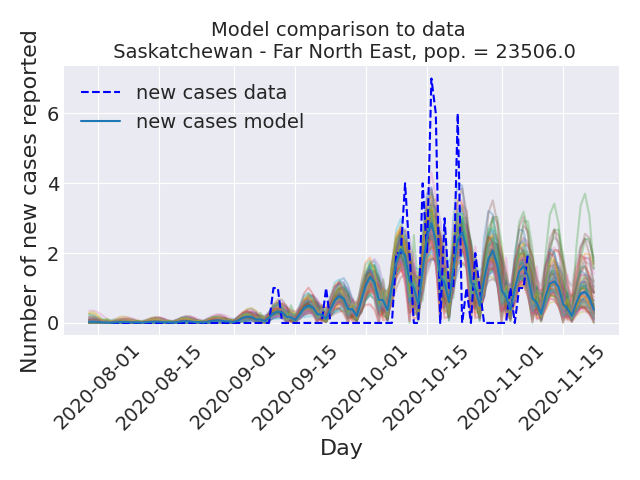 Model comparison to data
Saskatchewan - Far North East, pop. = 23506.0
Number of new cases reported
new cases data
new cases model
6
4
2
0
2020-08-01
2020-08-15
2020-09-01
2020-09-15
2020-10-01
2020-10-15
2020-11-01
2020-11-15
Day